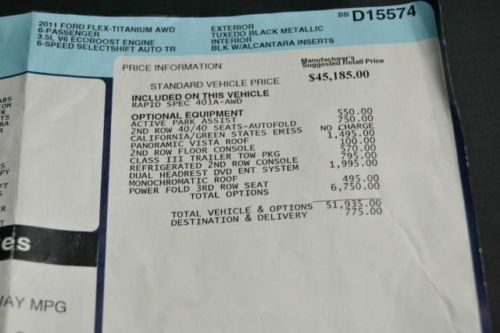 BB D15574
2011 FORD FLEX-TITANIUM AWD
6-PASSENGER
3.5L V6 ECOBOOST ENGINE
6-SPEED SELECTSHIFT AUTO TR
EXTERIOR
TUXEDO BLACK METALLIC
INTERIOR
BLK W/ALCANTARA INSERTS
PRICE INFORMATION
Manufacturer's
Suggested Retail Price
STANDARD VEHICLE PRICE $45,185.00
INCLUDED ON THIS VEHICLE
RAPID SPEC 401A-AWD
OPTIONAL EQUIPMENT
ACTIVE PARK ASSIST 550.00
2ND ROW 40/40 SEATS-AUTOFOLD 750.00
CALIFORNIA/GREEN STATES EMISS NO CHARGE
PANORAMIC VISTA ROOF 1,495.00
2ND ROW FLOOR CONSOLE 100.00
CLASS III TRAILER TOW PKG 570.00
REFRIGERATED 2ND ROW CONSOLE 795.00
DUAL HEADREST DVD ENT SYSTEM 1,995.00
MONOCHROMATIC ROOF
POWER FOLD 3RD ROW SEAT 495.00
TOTAL OPTIONS 6,750.00
TOTAL VEHICLE & OPTIONS 51,935.00
DESTINATION & DELIVERY 775.00
WAY MPG